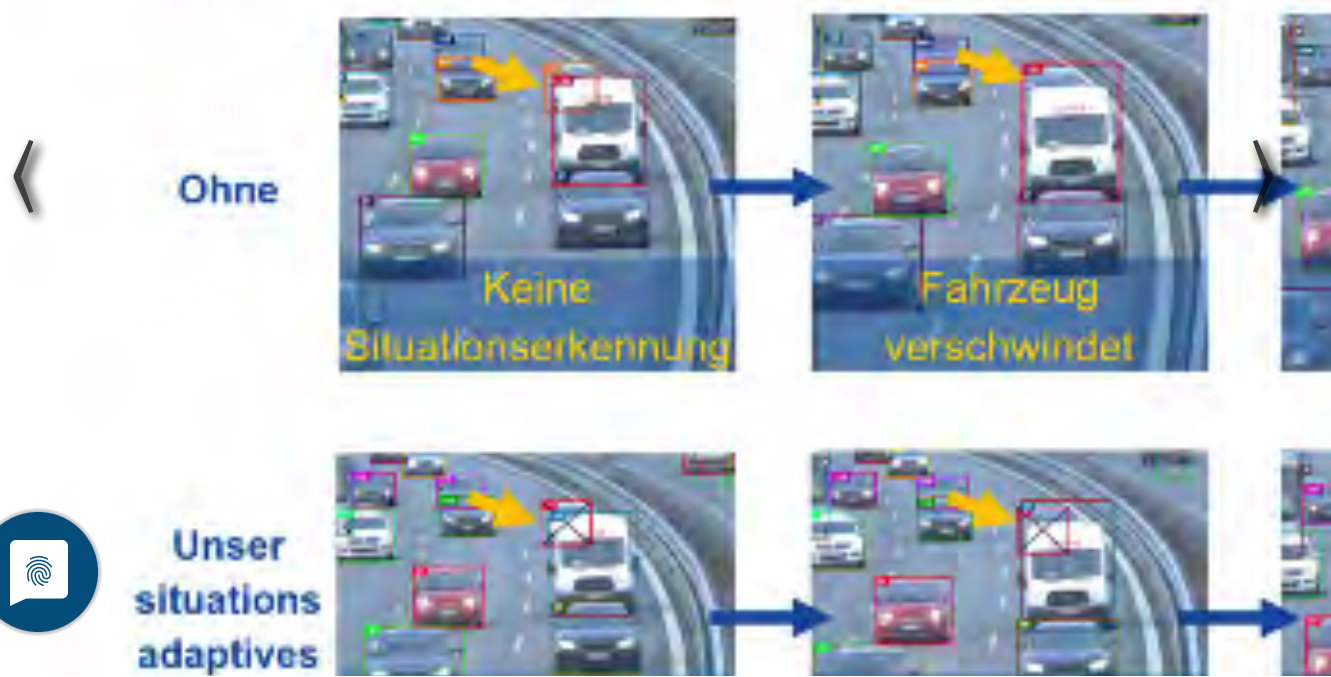 Ohne
Keine
Situationserkennung
Fahrzeug
verschwindet
Unser
situations
adaptives